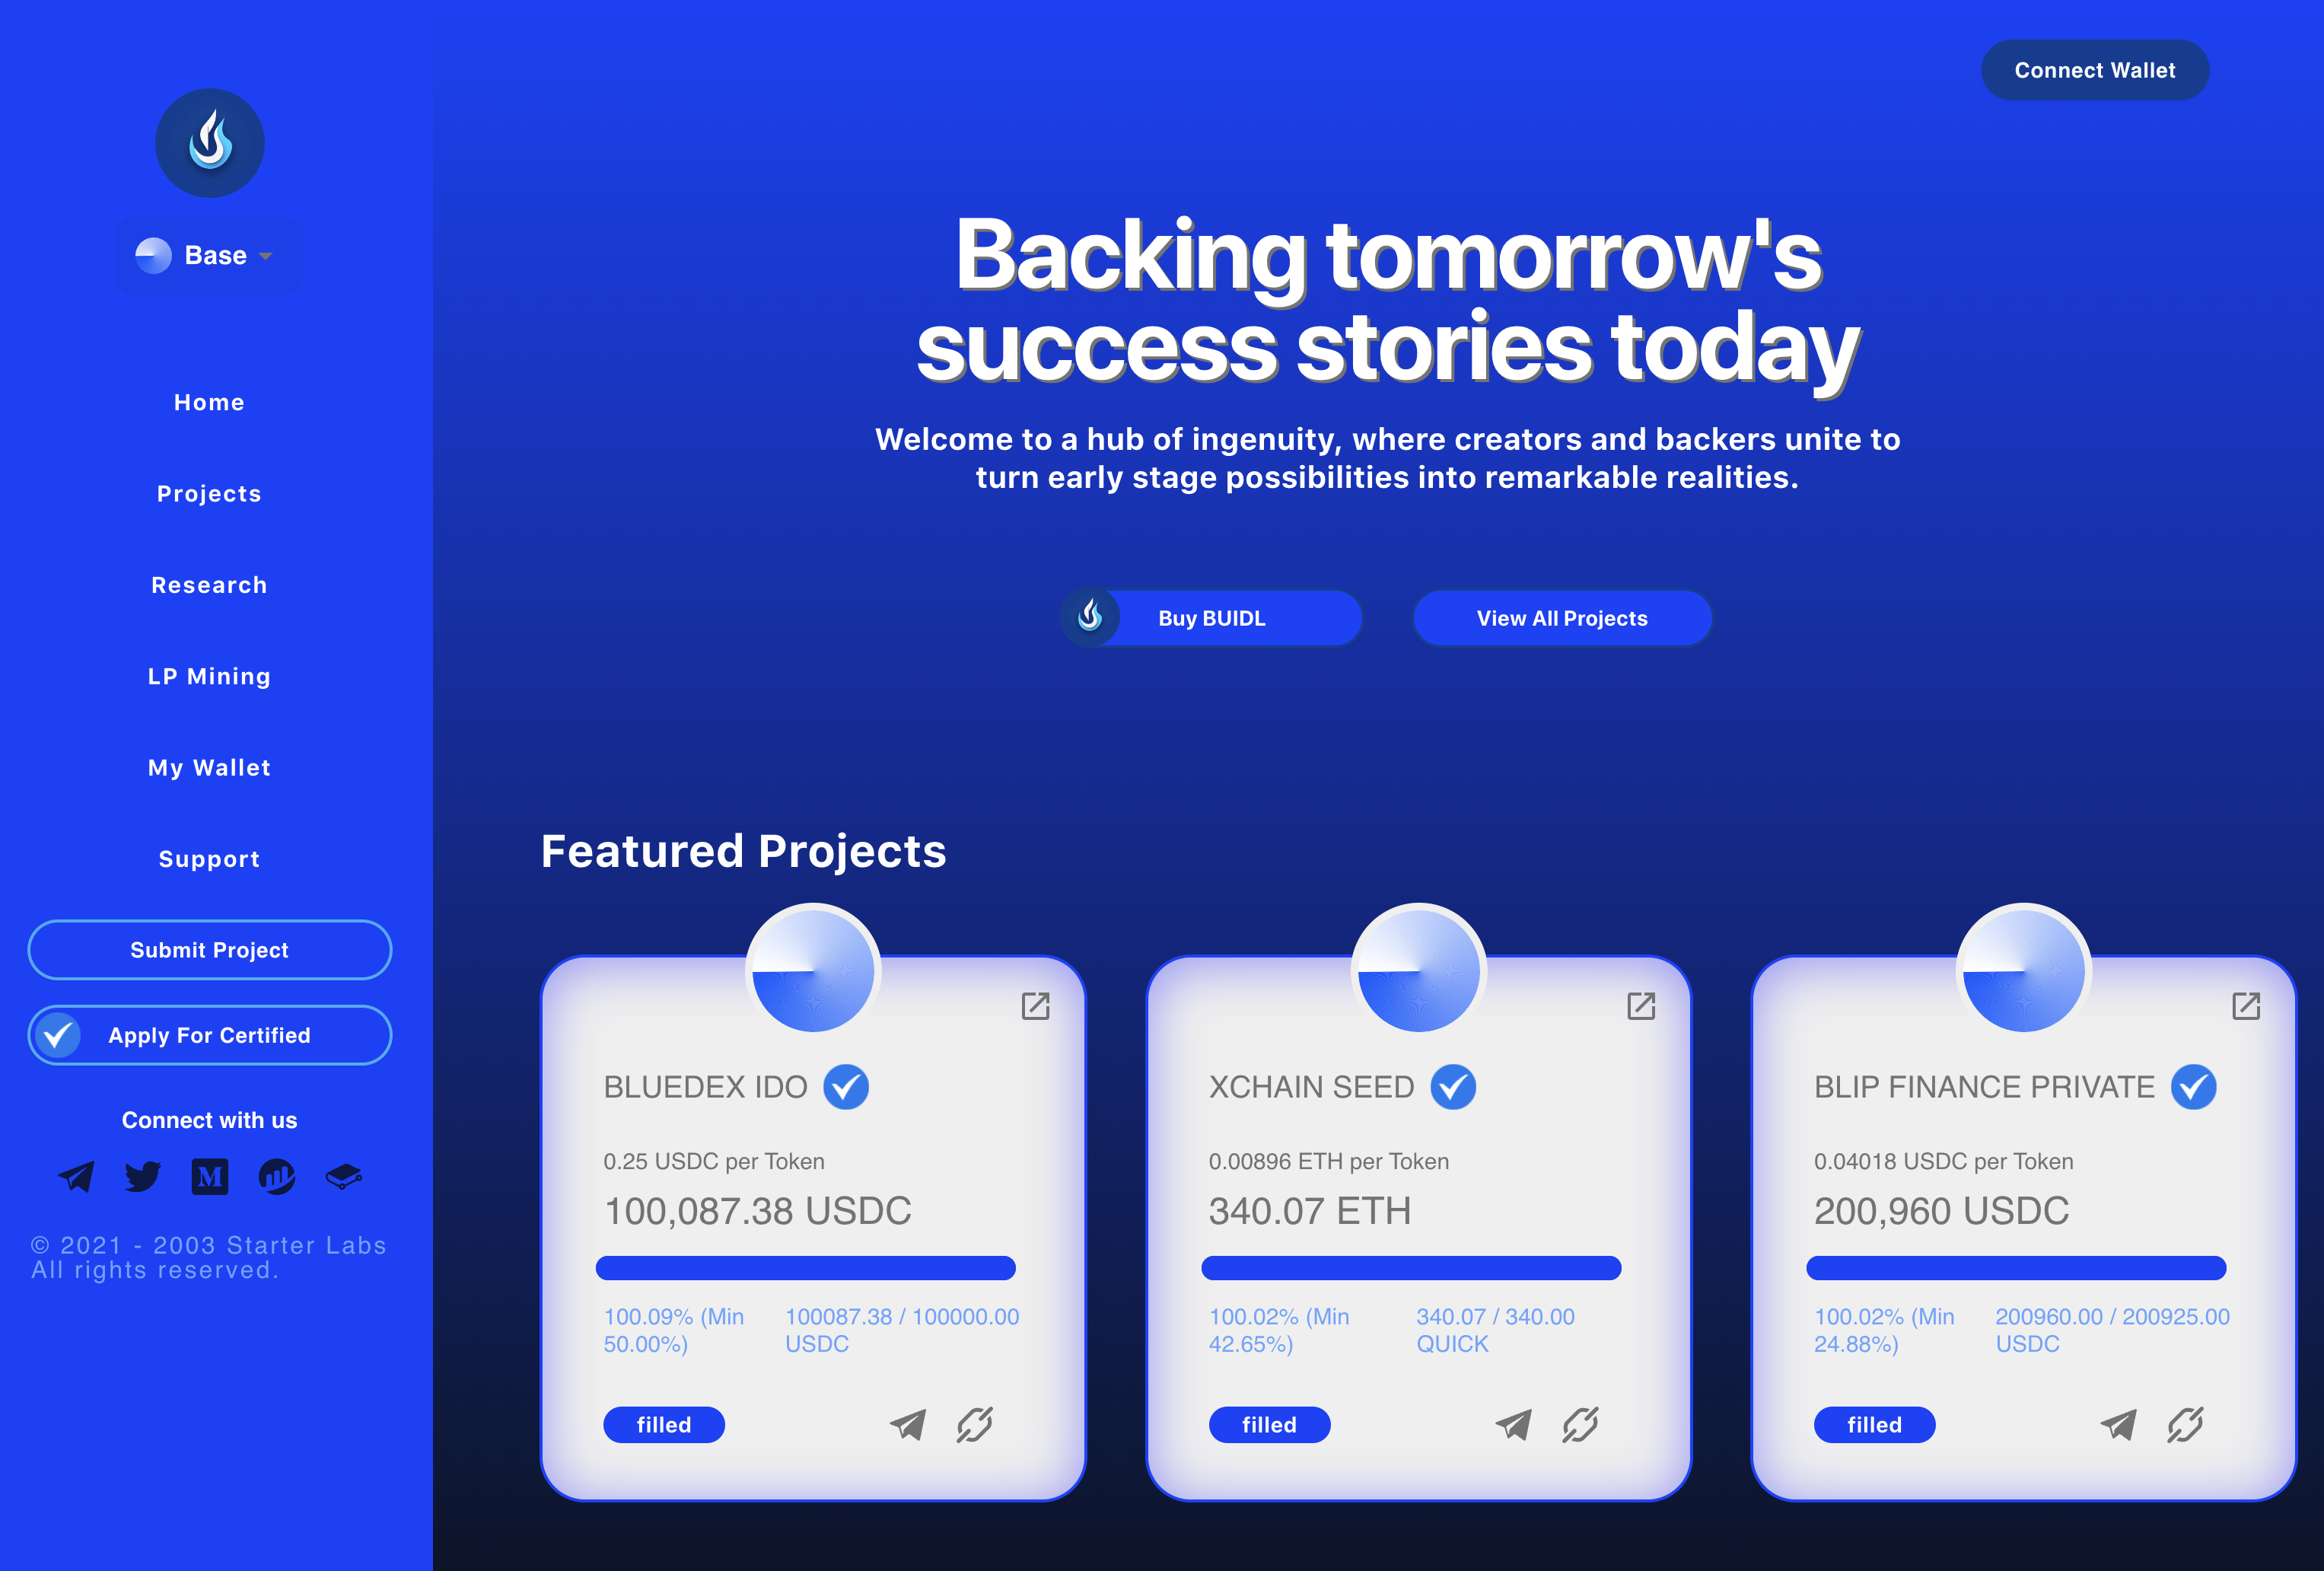 Connect Wallet
Base
Home
Projects
Research
LP Mining
My Wallet
Support
Submit Project
Apply For Certified
Connect with us
© 2021 - 2003 Starter Labs
All rights reserved.
Backing tomorrow's
success stories today
Welcome to a hub of ingenuity, where creators and backers unite to
turn early stage possibilities into remarkable realities.
Buy BUIDL
View All Projects
Featured Projects
BLUEDEX IDO
0.25 USDC per Token
100,087.38 USDC
100.09% (Min
50.00%)
100087.38 / 100000.00
USDC
filled
XCHAIN SEED
0.00896 ETH per Token
340.07 ETH
100.02% (Min
42.65%)
340.07 / 340.00
QUICK
filled
BLIP FINANCE PRIVATE
0.04018 USDC per Token
200,960 USDC
100.02% (Min
24.88%)
200960.00 / 200925.00
USDC
filled